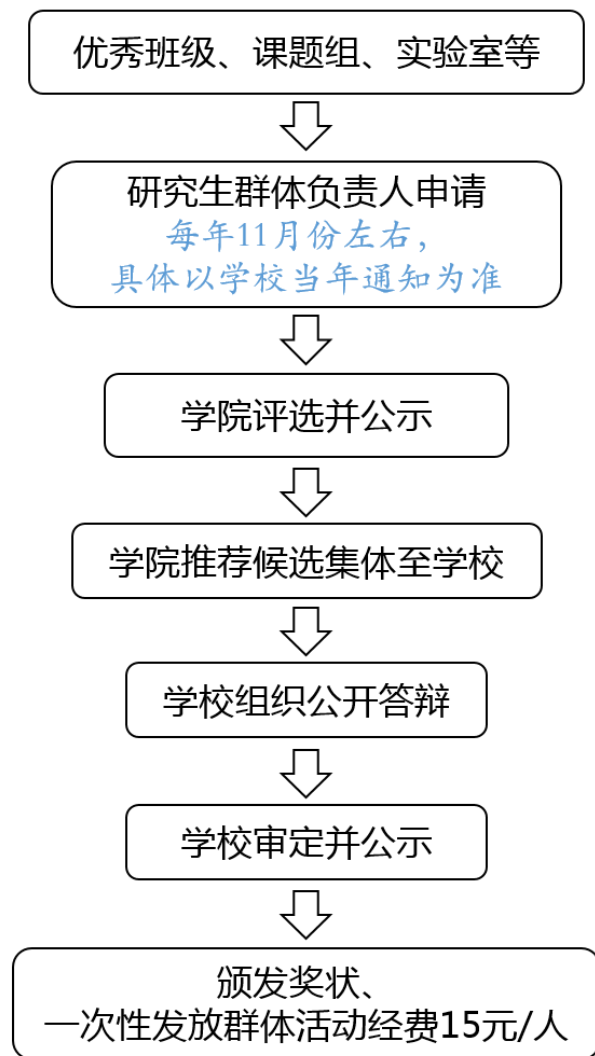 优秀班级、课题组、实验室等
研究生群体负责人申请
每年11月份左右，
具体以学校当年通知为准
学院评选并公示
学院推荐候选集体至学校
学校组织公开答辩
学校审定并公示
颁发奖状、
一次性发放群体活动经费15元/人